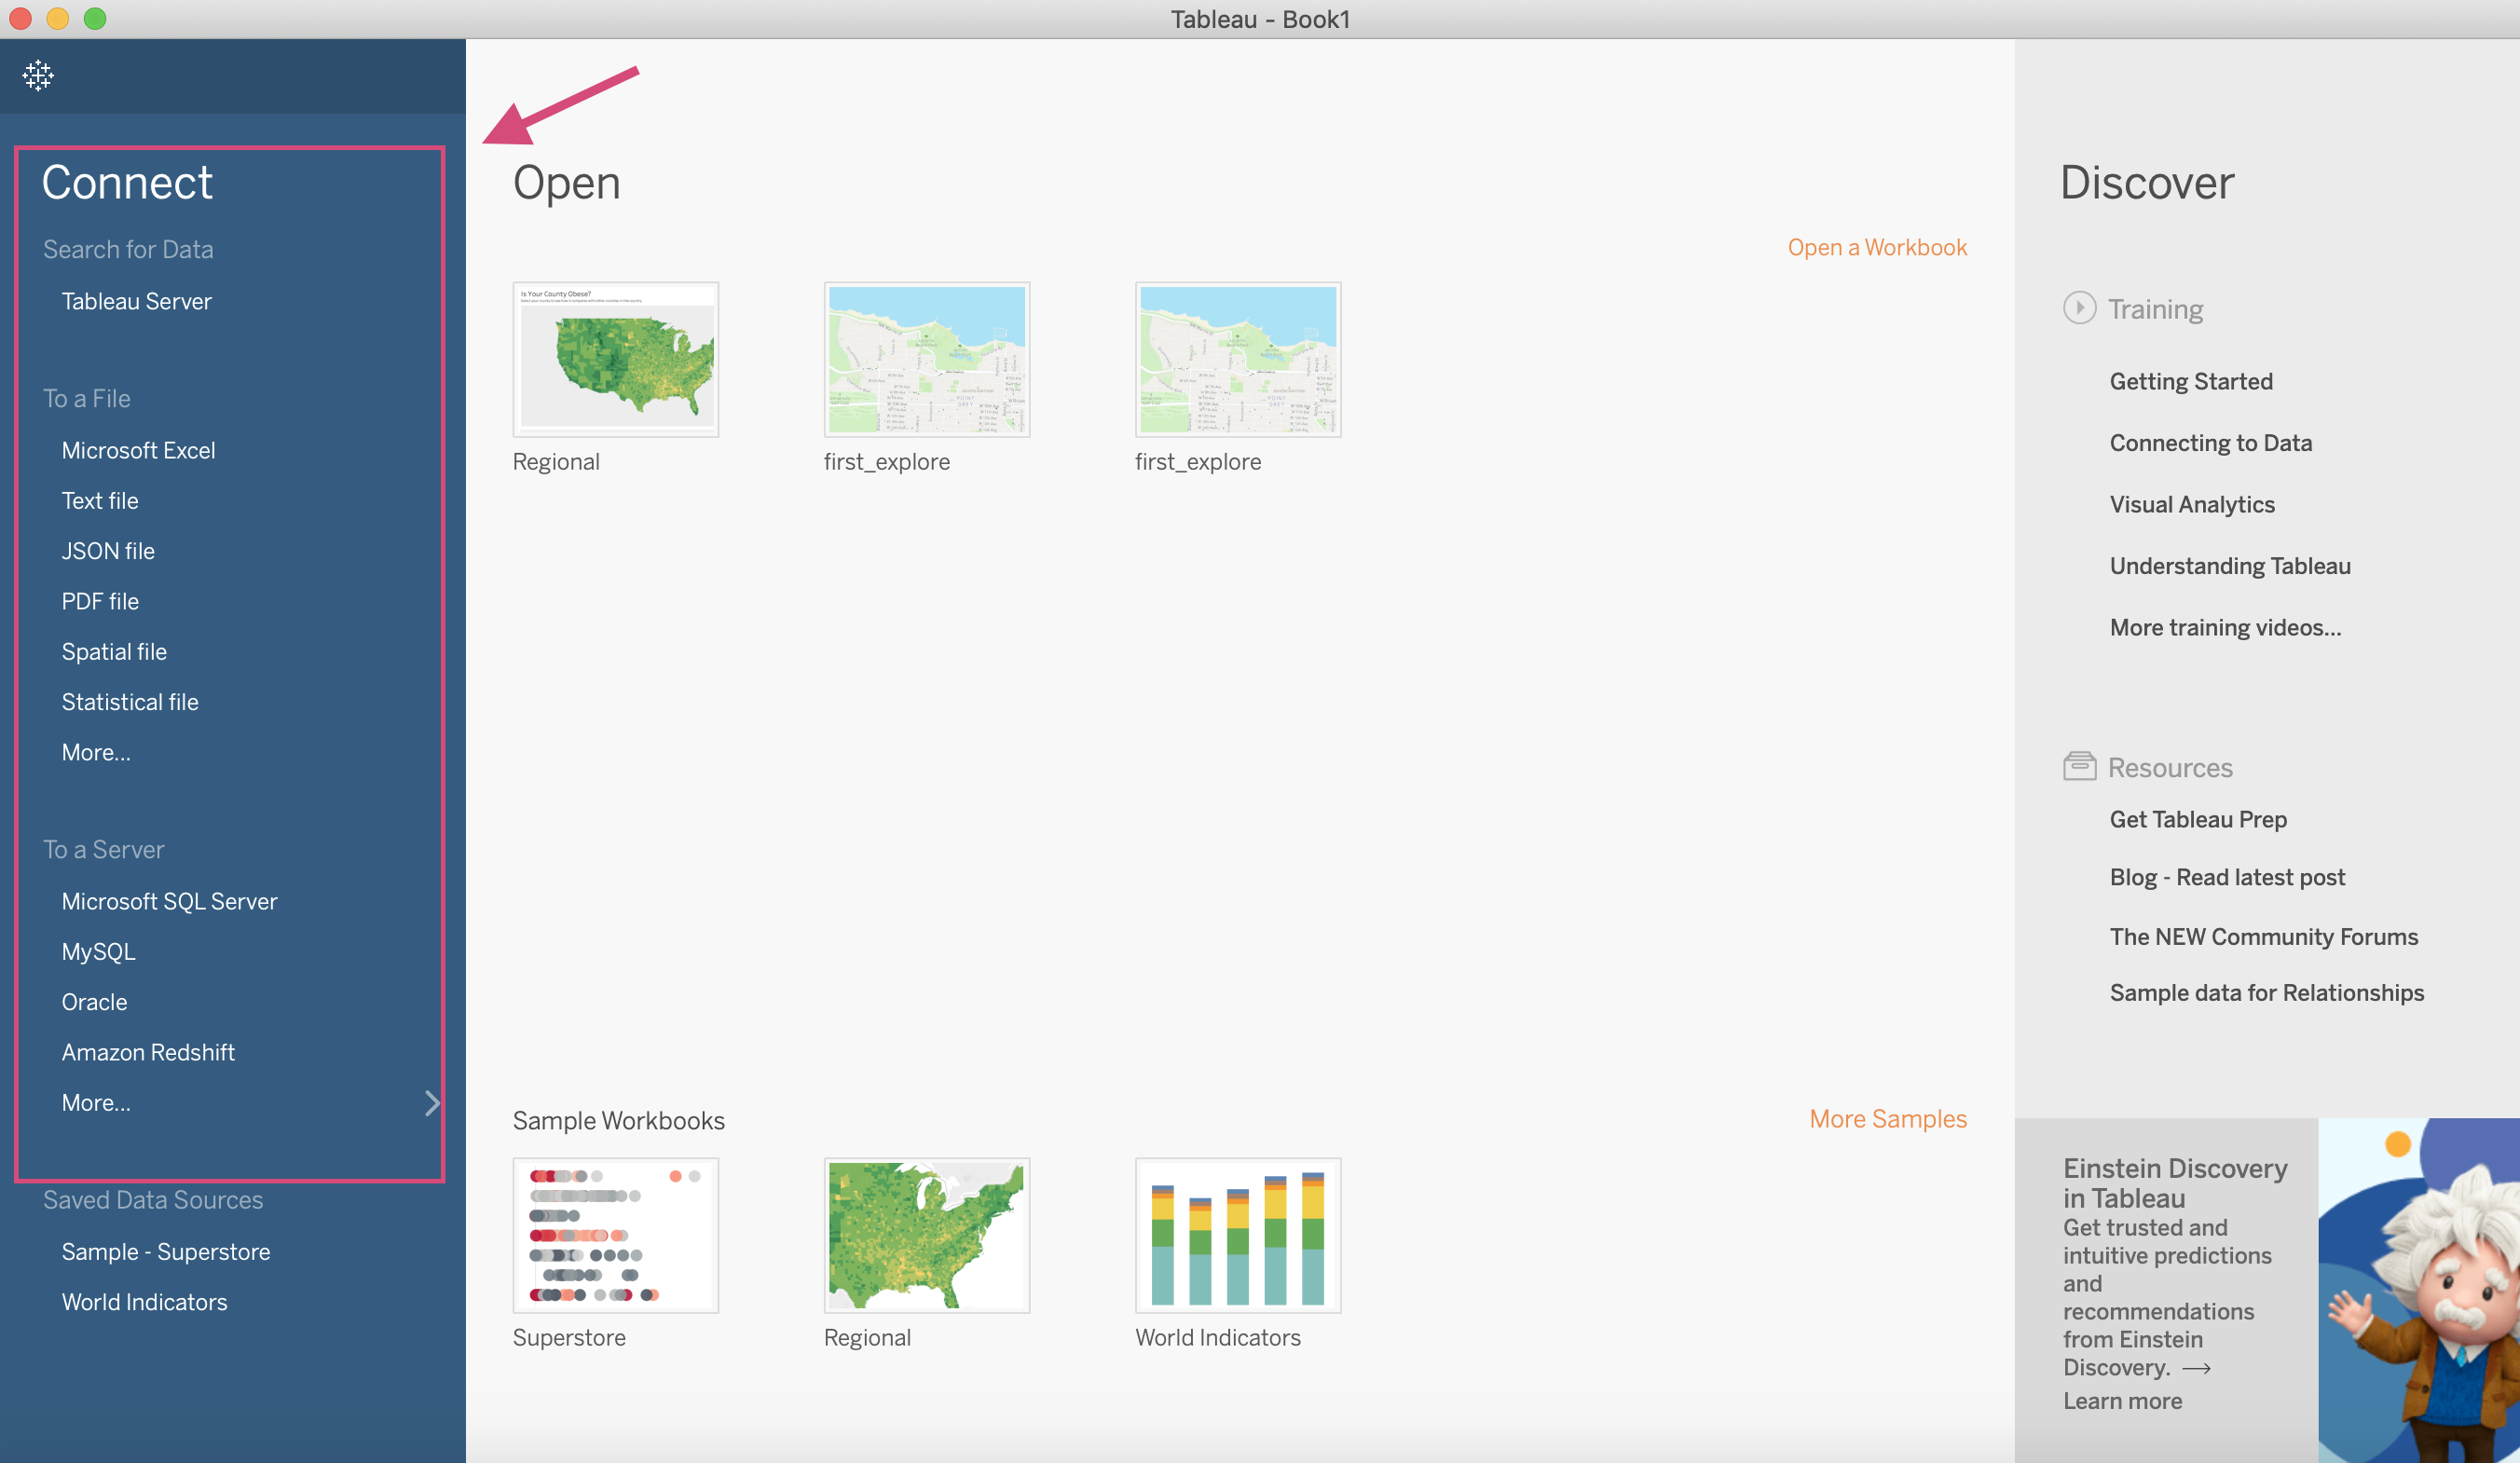 Tableau - Book1
Connect
Search for Data
Tableau Server
To a File
Microsoft Excel
Text file
JSON file
PDF file
Spatial file
Statistical file
More...
To a Server
Microsoft SQL Server
MySQL
Oracle
Amazon Redshift
More...
Saved Data Sources
Sample - Superstore
World Indicators
Open
Open a Workbook
Is Your County Obese?
Regional
first_explore
first_explore
POINT
GREY
POINT
GREY
Sample Workbooks
More Samples
Superstore
Regional
World Indicators
Discover
Training
Getting Started
Connecting to Data
Visual Analytics
Understanding Tableau
More training videos...
Resources
Get Tableau Prep
Blog - Read latest post
The NEW Community Forums
Sample data for Relationships
Einstein Discovery
in Tableau
Get trusted and
intuitive predictions
and
recommendations
from Einstein
Discovery. →
Learn more